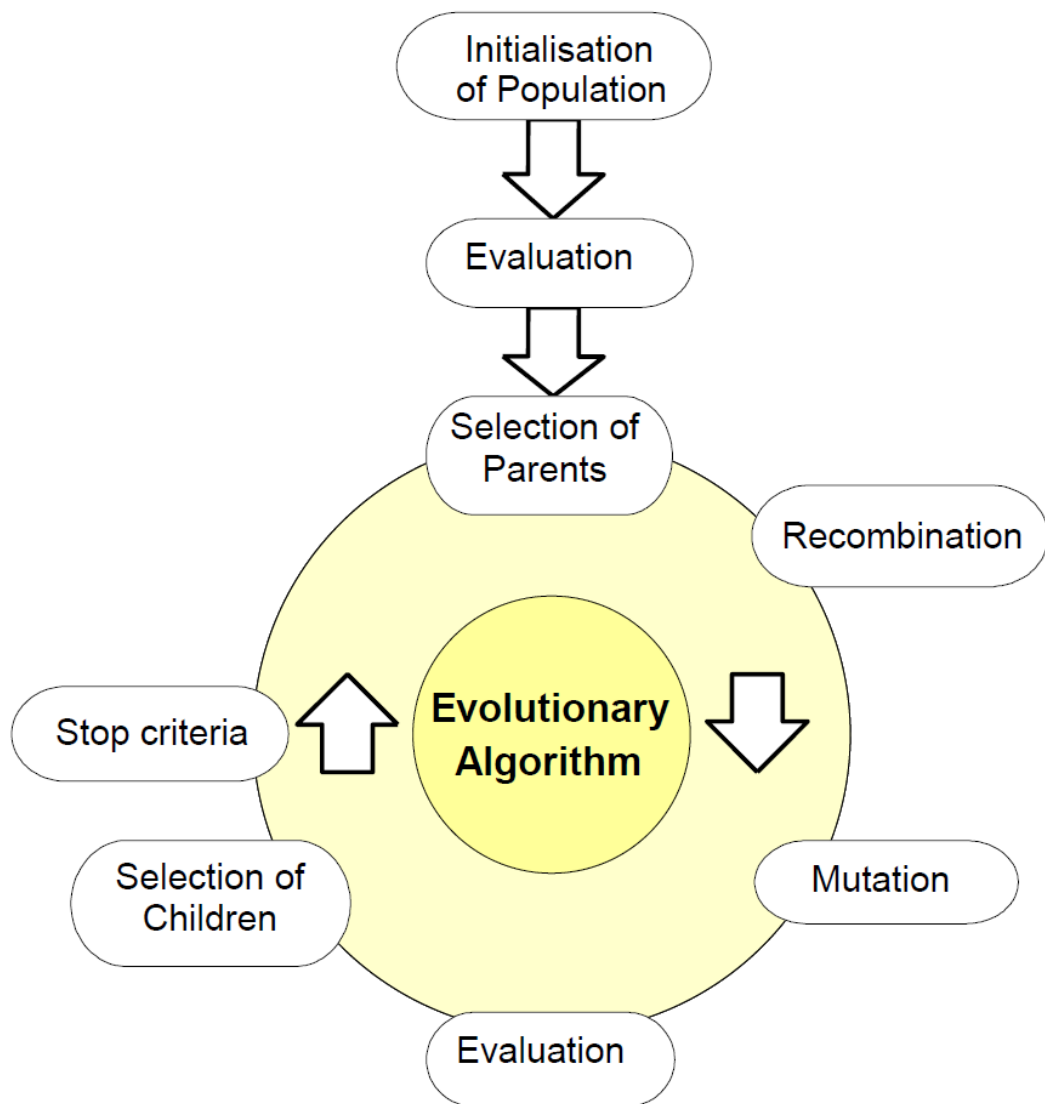 Initialisation
of Population
Evaluation
Selection of
Parents
Recombination
Evolutionary
Algorithm
Stop criteria
Mutation
Selection of
Children
Evaluation